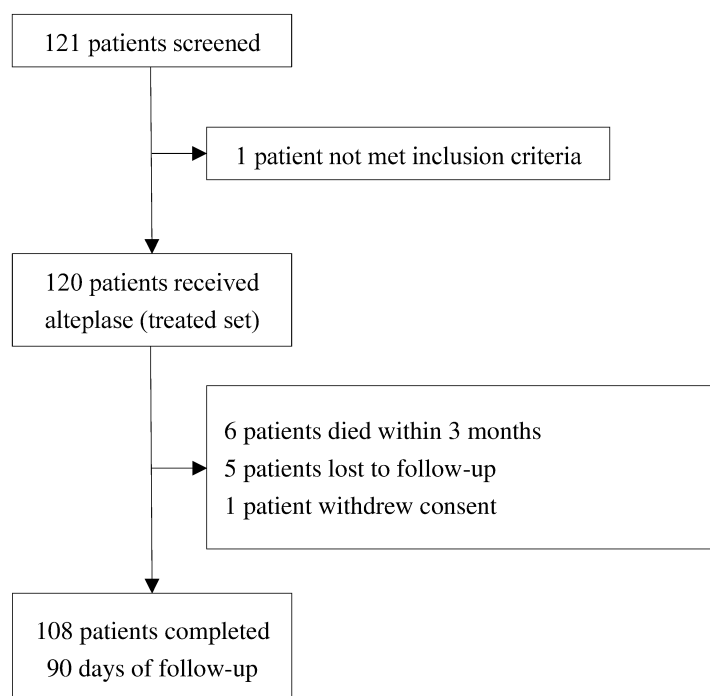 121 patients screened
1 patient not met inclusion criteria
120 patients received
alteplase (treated set)
6 patients died within 3 months
5 patients lost to follow-up
1 patient withdrew consent
108 patients completed
90 days of follow-up